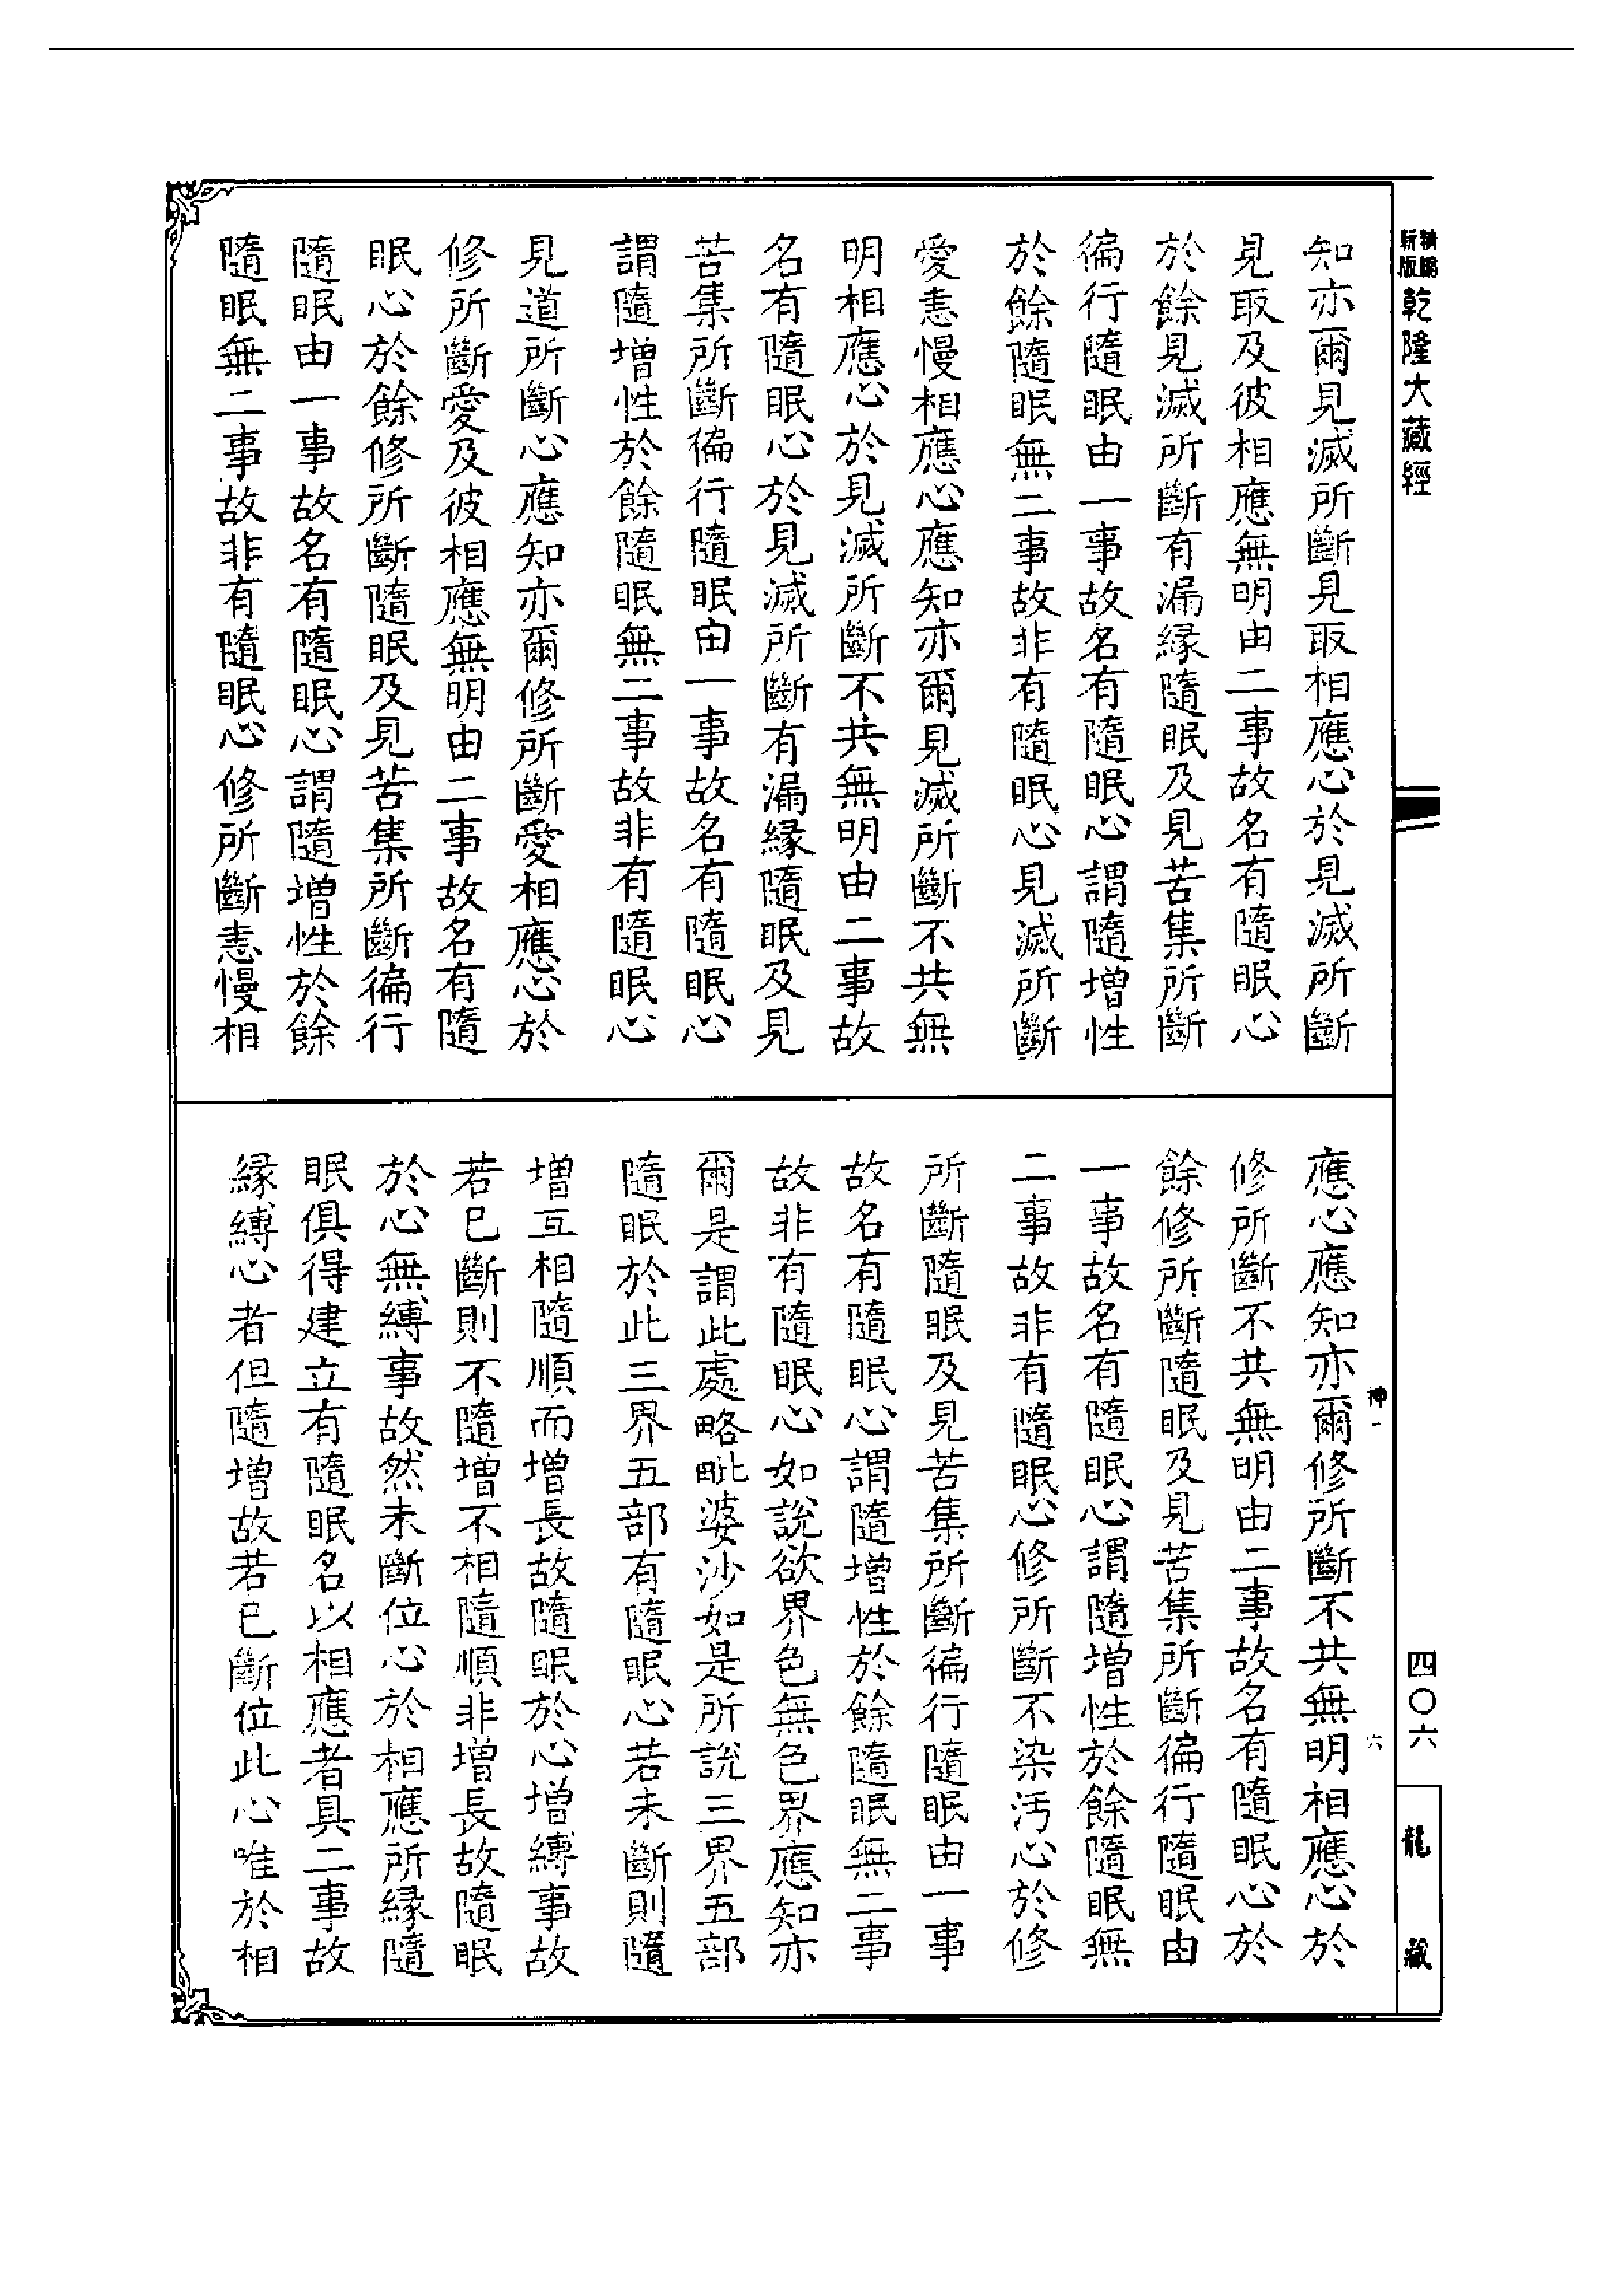 精勘
新版
乾隆大藏經
知亦爾見滅所斷見取相應心於見滅所斷
見取及彼相應無明由二事故名有隨眠心
於餘見滅所斷有漏緣隨眠及見苦集所斷
徧行隨眠由一事故名有隨眠心謂隨增性
於餘隨眠無二事故非有隨眠心見滅所斷
愛恚慢相應心應知亦爾見滅所斷不共無
明相應心於見滅所斷不共無明由二事故
名有隨眠心於見滅所斷有漏緣隨眠及見
苦集所斷徧行隨眠由一事故名有隨眠心
謂隨增性於餘隨眠無二事故非有隨眠心
見道所斷心應知亦爾修所斷愛相應心於
修所斷愛及彼相應無明由二事故名有隨
眠心於餘修所斷隨眠及見苦集所斷徧行
隨眠由一事故名有隨眠心謂隨增性於餘
隨眠無二事故非有隨眠心修所斷恚慢相
應心應知亦爾修所斷不共無明相應心於
修所斷不共無明由二事故名有隨眠心於
餘修所斷隨眠及見苦集所斷徧行隨眠由
一事故名有隨眠心謂隨增性於餘隨眠無
二事故非有隨眠心修所斷不染汚心於修
所斷隨眠及見苦集所斷徧行隨眠由一事
故名有隨眠心謂隨增性於餘隨眠無二事
故非有隨眠心如說欲界色無色界應知亦
爾是謂此處略毗婆沙如是所說三界五部
隨眠於此三界五部有隨眠心若未斷則隨
增互相隨順而增長故隨眠於心增縛事故
若已斷則不隨增不相隨順非增長故隨眠
於心無縛事故然未斷位心於相應所緣隨
眠俱得建立有隨眠名以相應者具二事故
緣縛心者但隨增故若已斷位此心唯於相
神一
六
四〇六
龍藏